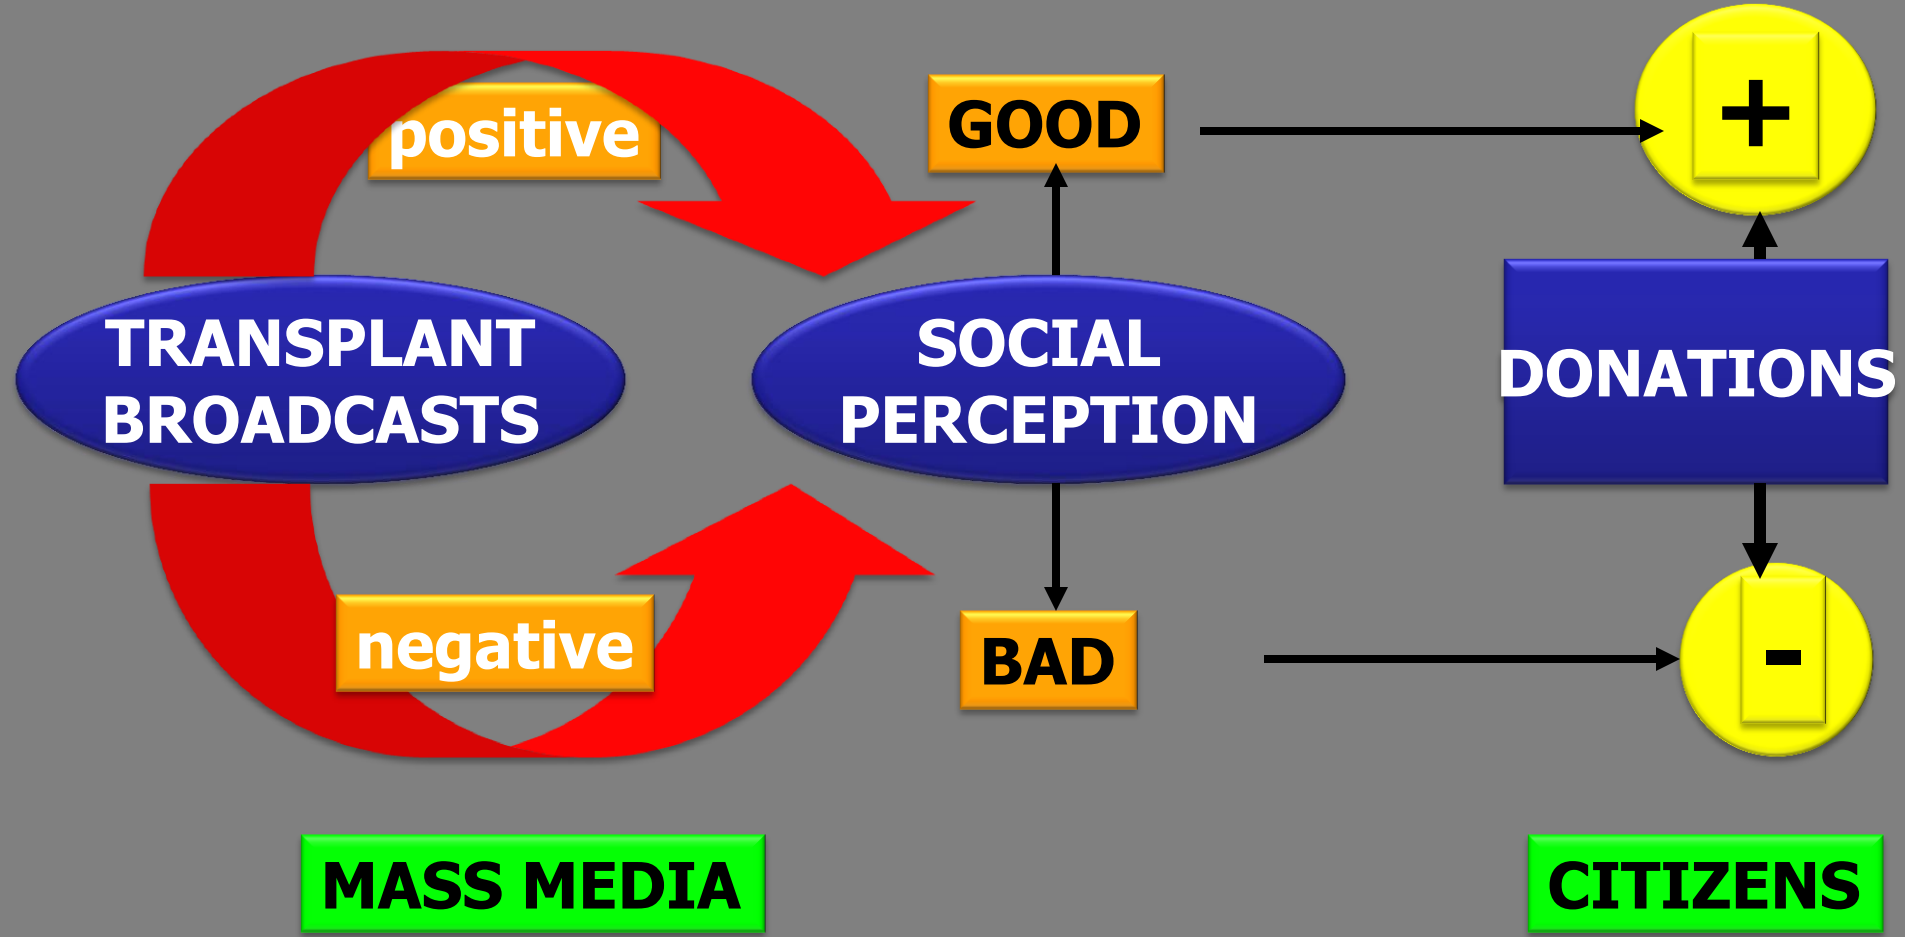 positive
GOOD
+
TRANSPLANT
BROADCASTS
SOCIAL
PERCEPTION
DONATIONS
negative
BAD
-
MASS MEDIA
CITIZENS